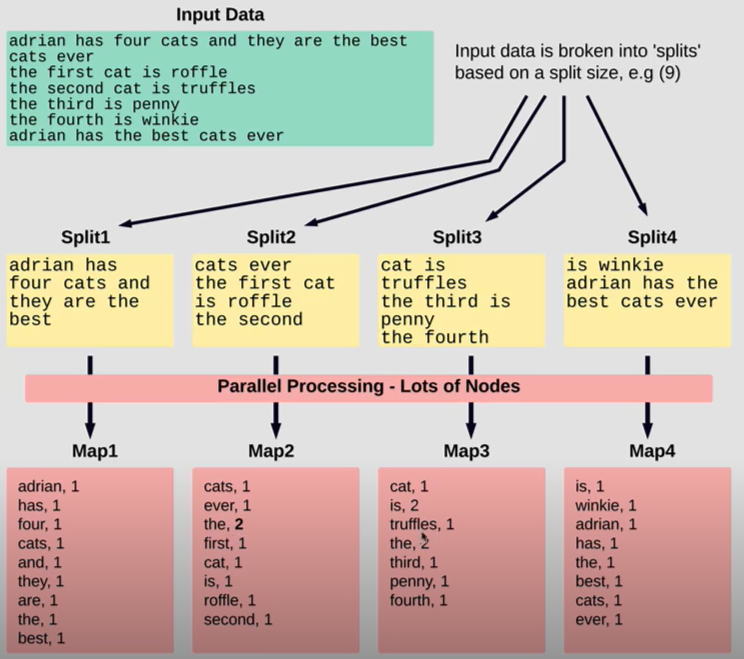 Input Data
adrian has four cats and they are the best
cats ever
the first cat is roffle
the second cat is truffles
the third is penny
the fourth is winkie
adrian has the best cats ever
Input data is broken into 'splits'
based on a split size, e.g (9)
Split1
adrian has
four cats and
they are the
best
Split2
cats ever
the first cat
is roffle
the second
Split3
cat is
truffles
the third is
penny
the fourth
Split4
is winkie
adrian has the
best cats ever
Parallel Processing - Lots of Nodes
Map1
adrian, 1
has, 1
four, 1
cats, 1
and, 1
they, 1
are, 1
the, 1
best, 1
Map2
cats, 1
ever, 1
the, 2
first, 1
cat, 1
is, 1
roffle, 1
second, 1
Map3
cat, 1
is, 2
truffles, 1
the, 2
third, 1
penny, 1
fourth, 1
Map4
is, 1
winkie, 1
adrian, 1
has, 1
the, 1
best, 1
cats, 1
ever, 1